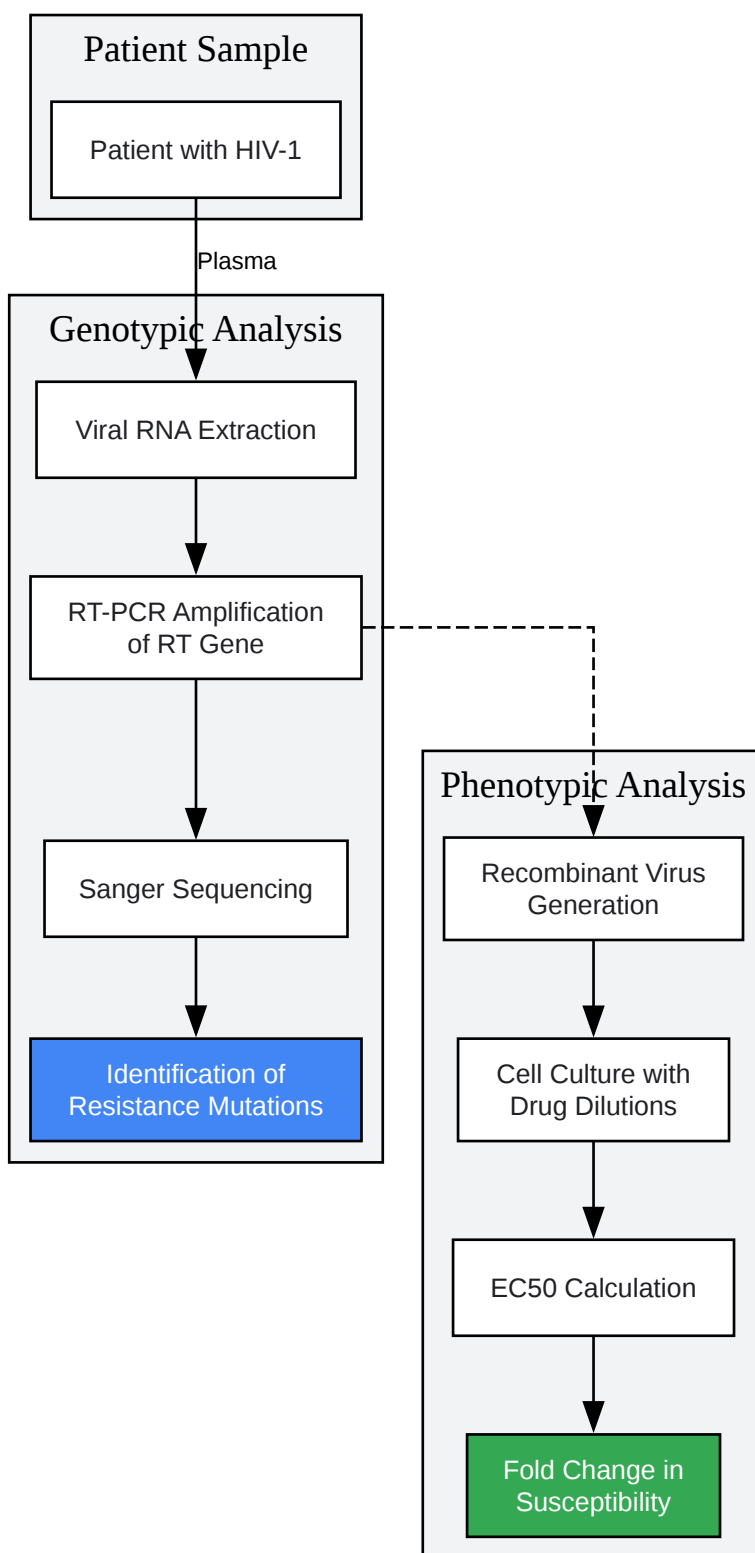 Patient Sample
Patient with HIV-1
Plasma
Genotypic Analysis
Viral RNA Extraction
RT-PCR Amplification
of RT Gene
Sanger Sequencing
Identification of
Resistance Mutations
Phenotypic Analysis
Recombinant Virus
Generation
Cell Culture with
Drug Dilutions
EC50 Calculation
Fold Change in
Susceptibility